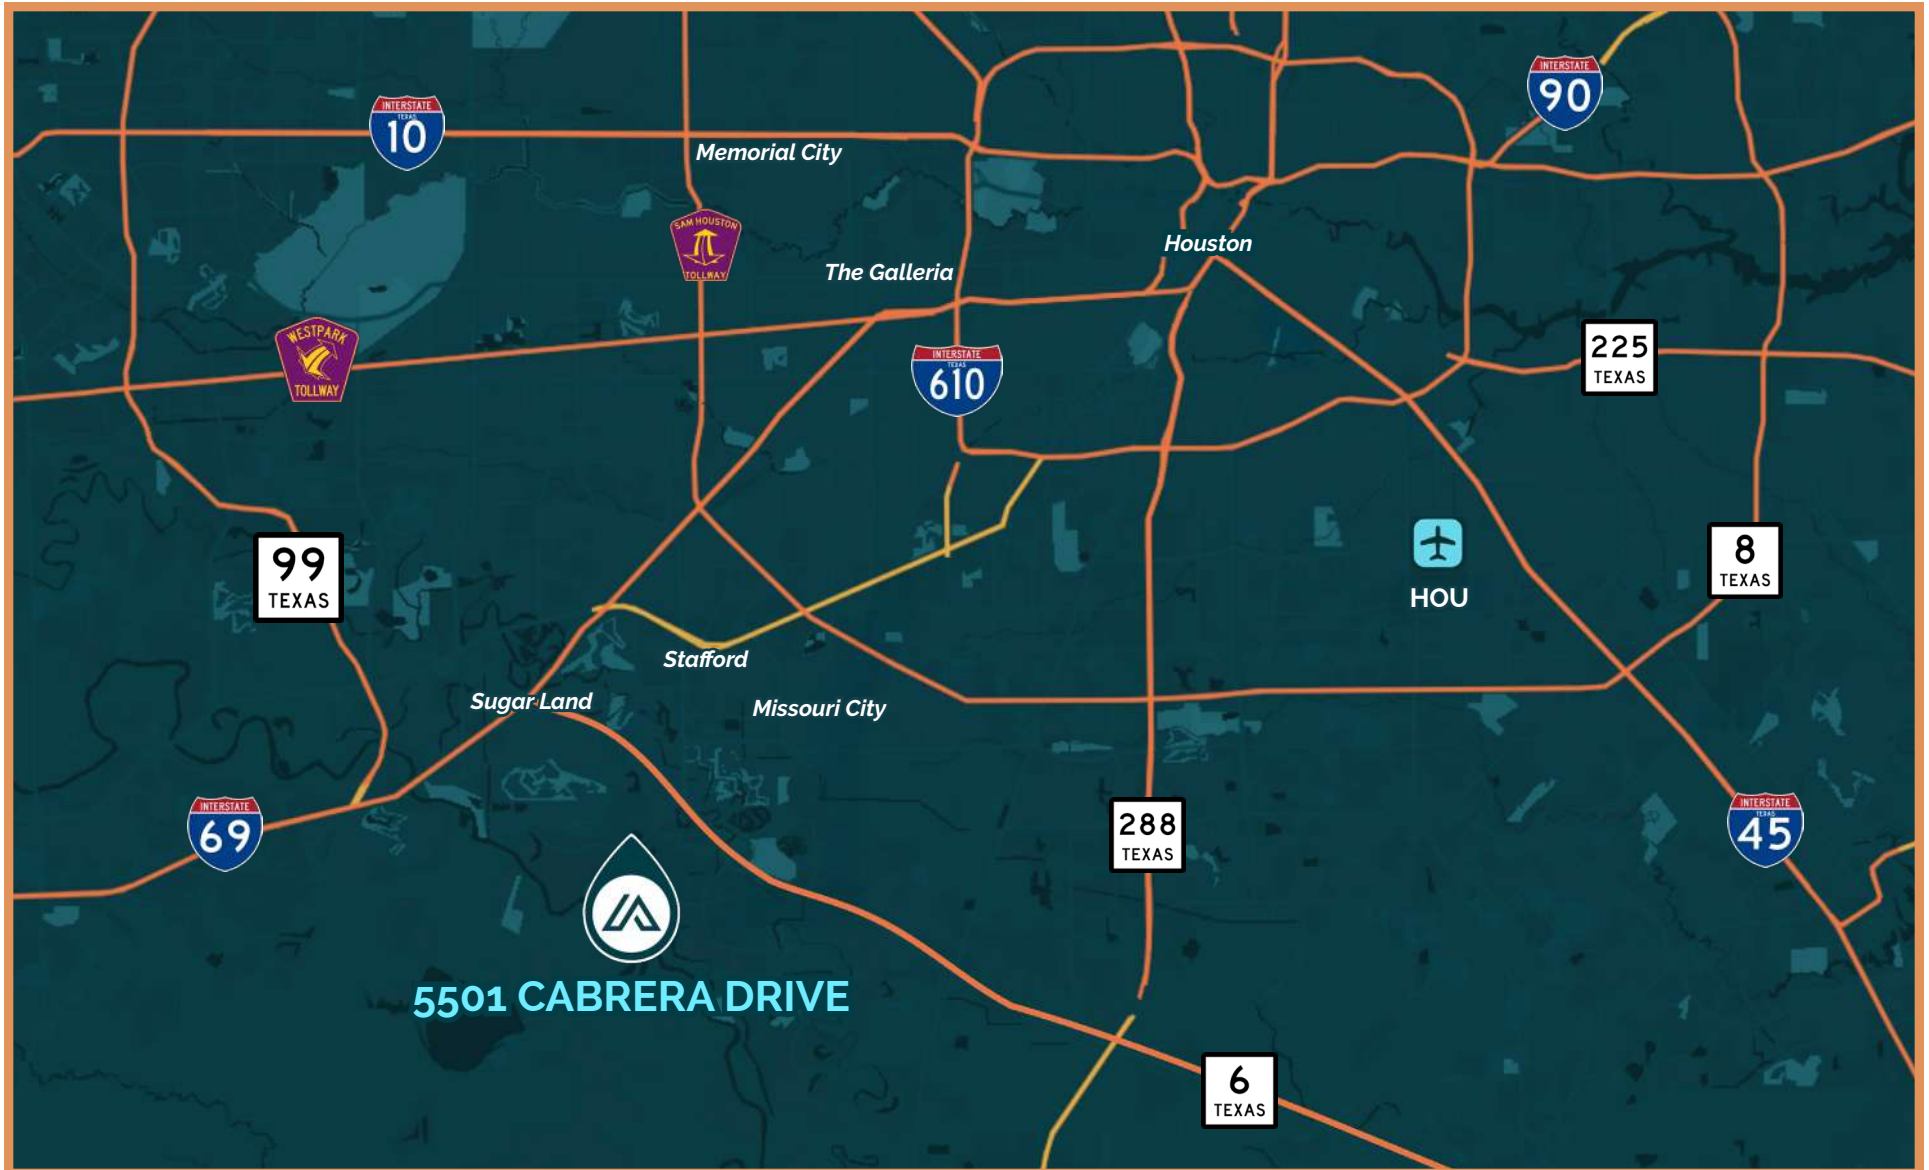 INTERSTATE
90
INTERSTATE
TEXAS
10
Memorial City
SAM HOUSTON
TOLLWAY
Houston
The Galleria
WESTPARK
TOLLWAY
INTERSTATE
TEXAS
610
225
TEXAS
99
TEXAS
HOU
8
TEXAS
Stafford
Sugar Land
Missouri City
INTERSTATE
69
288
TEXAS
INTERSTATE
TEXAS
45
5501 CABRERA DRIVE
6
TEXAS